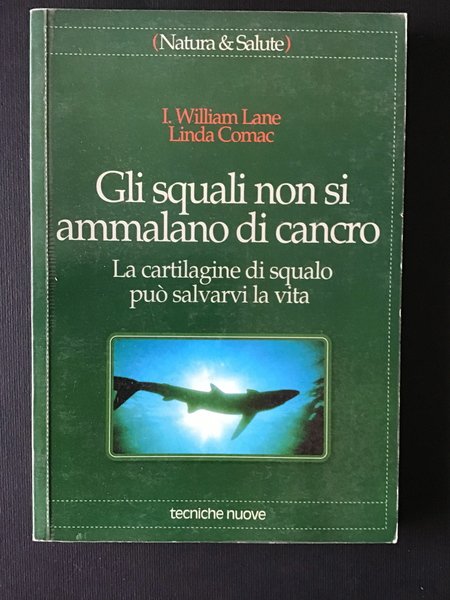 (Natura & Salute)
I. William Lane
Linda Comac
Gli squali non si
ammalano di cancro
La cartilagine di squalo
può salvarvi la vita
tecniche nuove